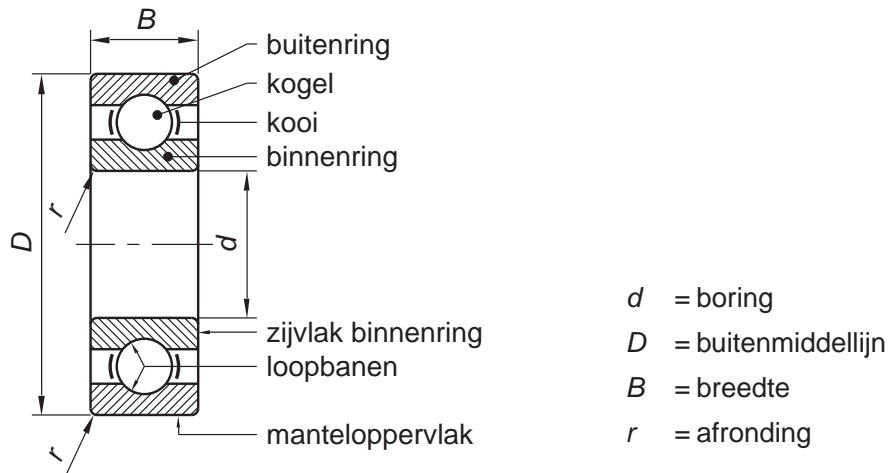 B
buitenring
kogel
kooi
binnenring
r
D
d
zijvlak binnenring
loopbanen
manteloppervlak
r
d = boring
D = buitenmiddellijn
B = breedte
r = afronding